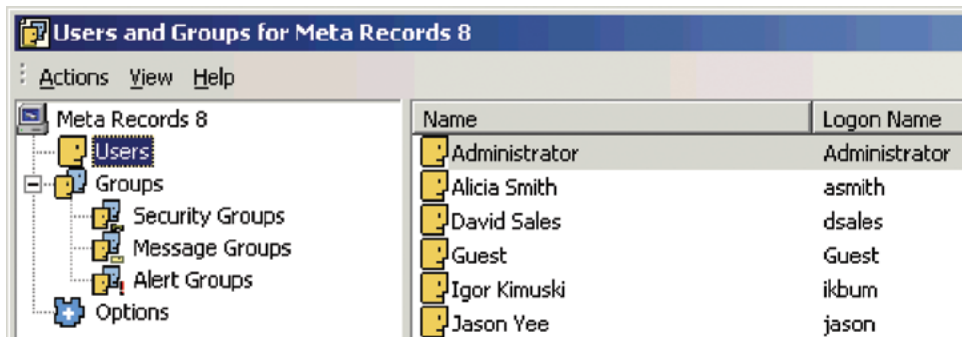 Users and Groups for Meta Records 8
Actions View Help
Meta Records 8
Users
Groups
Security Groups
Message Groups
Alert Groups
Options
Name Logon Name
Administrator Administrator
Alicia Smith asmith
David Sales dsales
Guest Guest
Igor Kimuski ikbum
Jason Yee jason